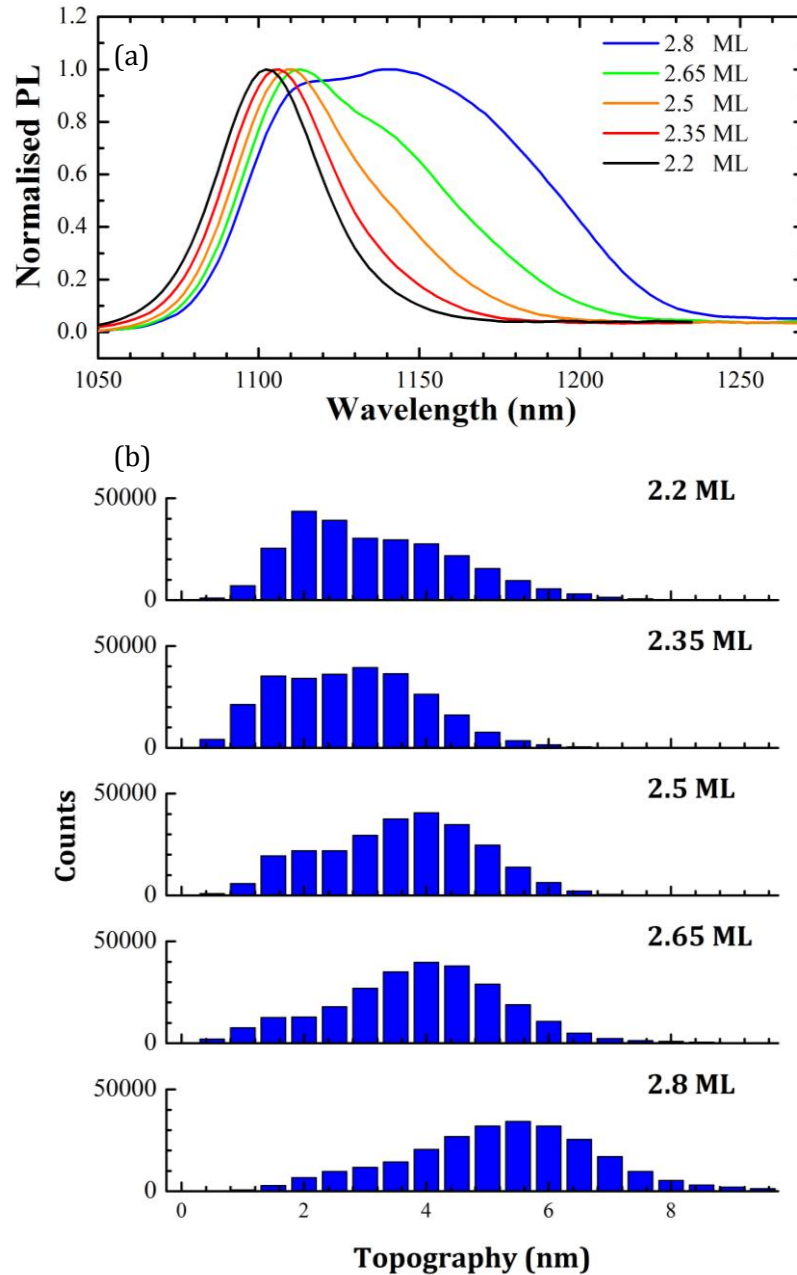 (a)
1.2
1.0
0.8
0.6
0.4
0.2
0.0
Normalised PL
2.8 ML
2.65 ML
2.5 ML
2.35 ML
2.2 ML
1050 1100 1150 1200 1250
Wavelength (nm)
(b)
50000
0
2.2 ML
50000
0
2.35 ML
50000
0
2.5 ML
50000
0
2.65 ML
50000
0
2.8 ML
Counts
0 2 4 6 8
Topography (nm)